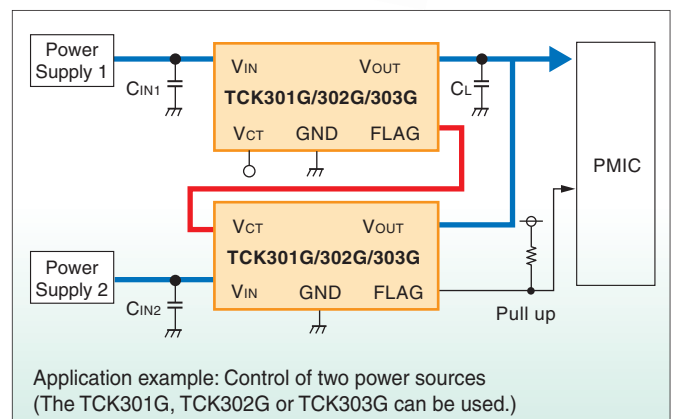 Power
Supply 1
CIN1
VIN
VOUT
TCK301G/302G/303G
VCT
GND
FLAG
CL
PMIC
VCT
VOUT
TCK301G/302G/303G
VIN
GND
FLAG
Power
Supply 2
CIN2
Pull up
Application example: Control of two power sources
(The TCK301G, TCK302G or TCK303G can be used.)